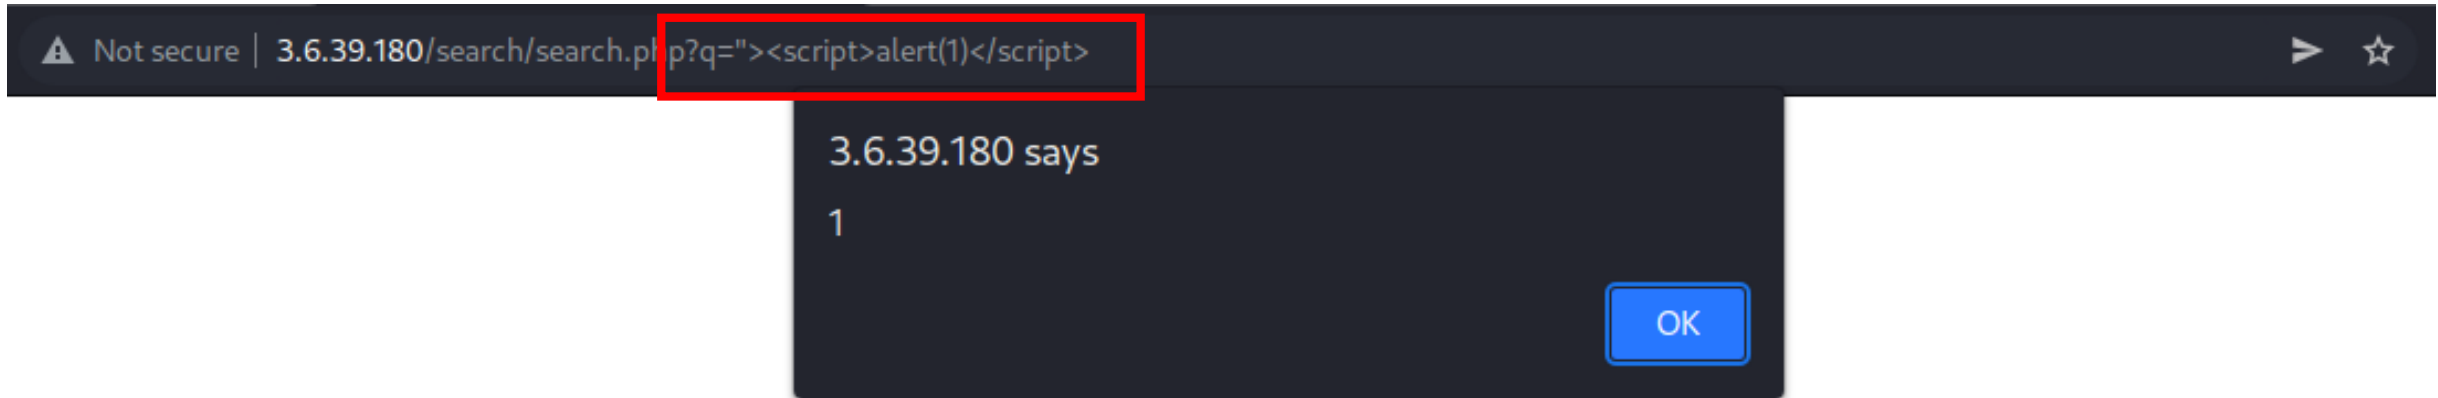 Not secure | 3.6.39.180/search/search.php?q="><script>alert(1)</script>
3.6.39.180 says
1
OK